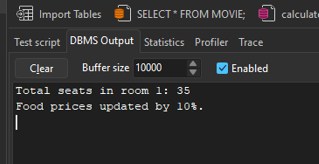 Import Tables
SELECT * FROM MOVIE;
calculate
Test script
DBMS Output
Statistics
Profiler
Trace
Clear
Buffer size 10000
Enabled
Total seats in room 1: 35
Food prices updated by 10%.